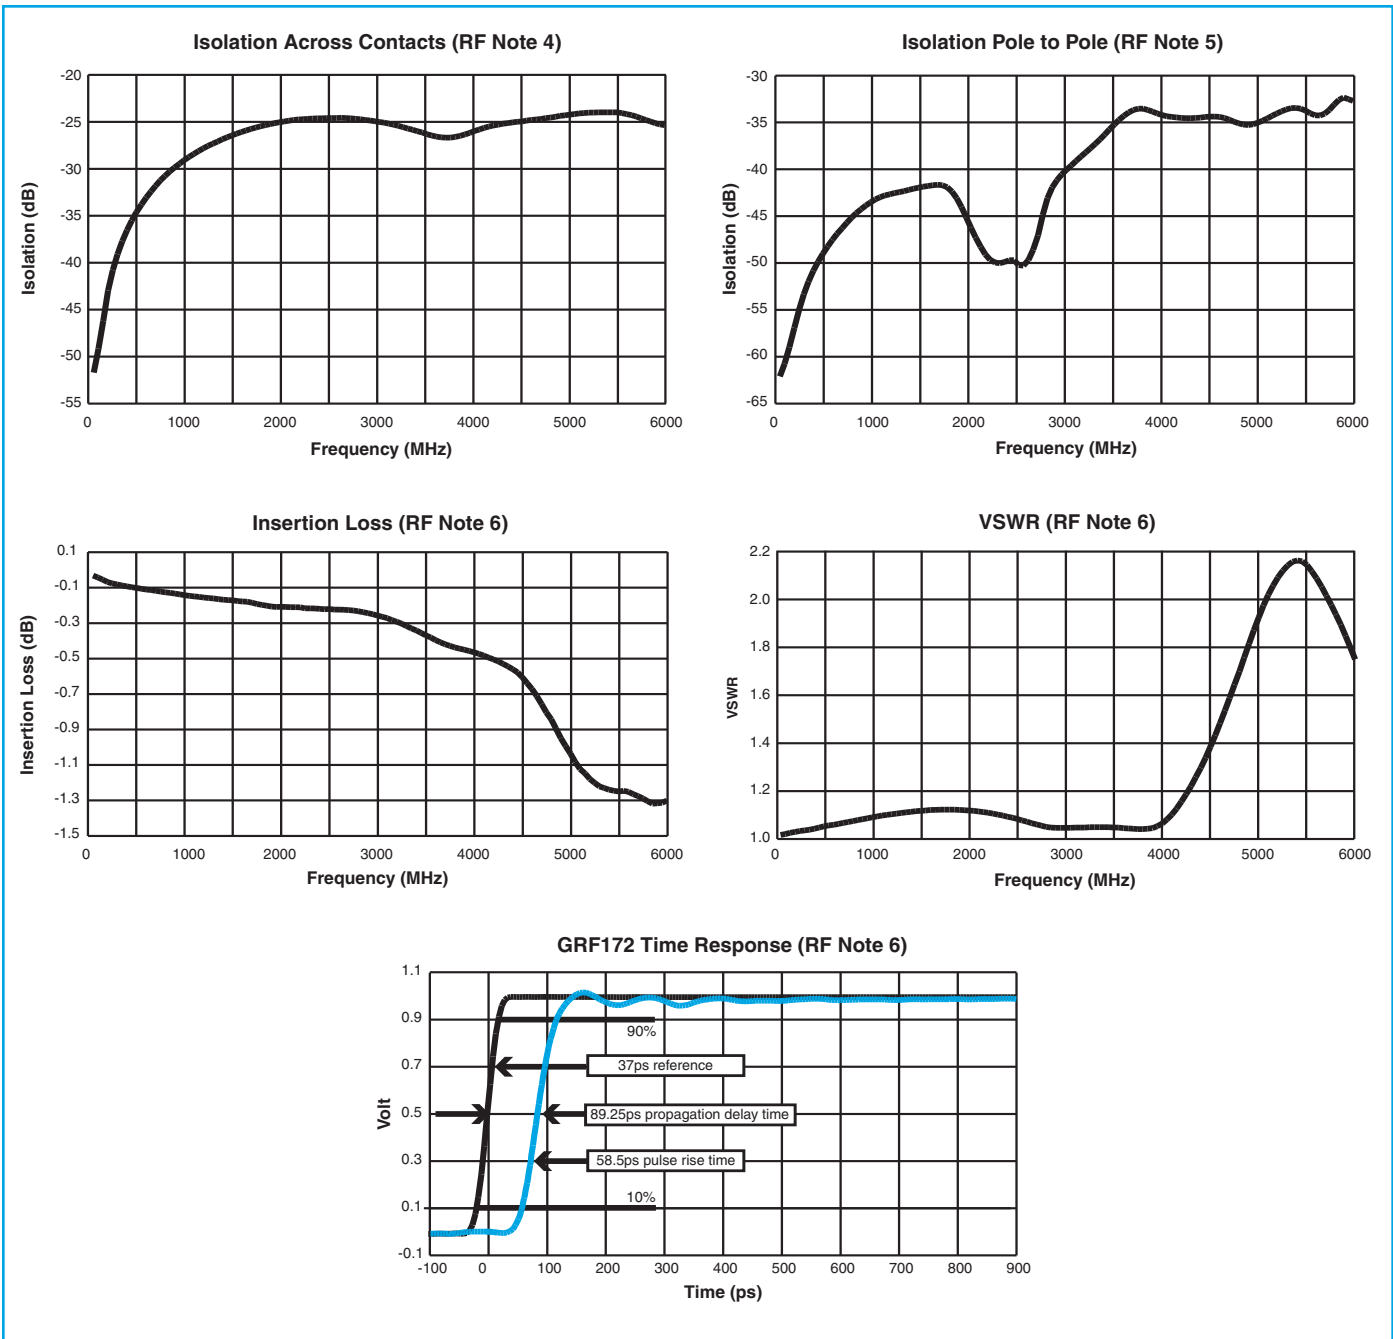 Isolation Across Contacts (RF Note 4)
-20
-25
-30
-35
-40
-45
-50
-55
Isolation (dB)
0 1000 2000 3000 4000 5000 6000
Frequency (MHz)
Isolation Pole to Pole (RF Note 5)
-30
-35
-40
-45
-50
-55
-60
-65
Isolation (dB)
0 1000 2000 3000 4000 5000 6000
Frequency (MHz)
Insertion Loss (RF Note 6)
0.1
-0.1
-0.3
-0.5
-0.7
-0.9
-1.1
-1.3
-1.5
Insertion Loss (dB)
0 1000 2000 3000 4000 5000 6000
Frequency (MHz)
VSWR (RF Note 6)
2.2
2.0
1.8
1.6
1.4
1.2
1.0
VSWR
0 1000 2000 3000 4000 5000 6000
Frequency (MHz)
GRF172 Time Response (RF Note 6)
1.1
0.9
0.7
0.5
0.3
0.1
-0.1
Volt
90%
37ps reference
89.25ps propagation delay time
58.5ps pulse rise time
10%
-100 0 100 200 300 400 500 600 700 800 900
Time (ps)